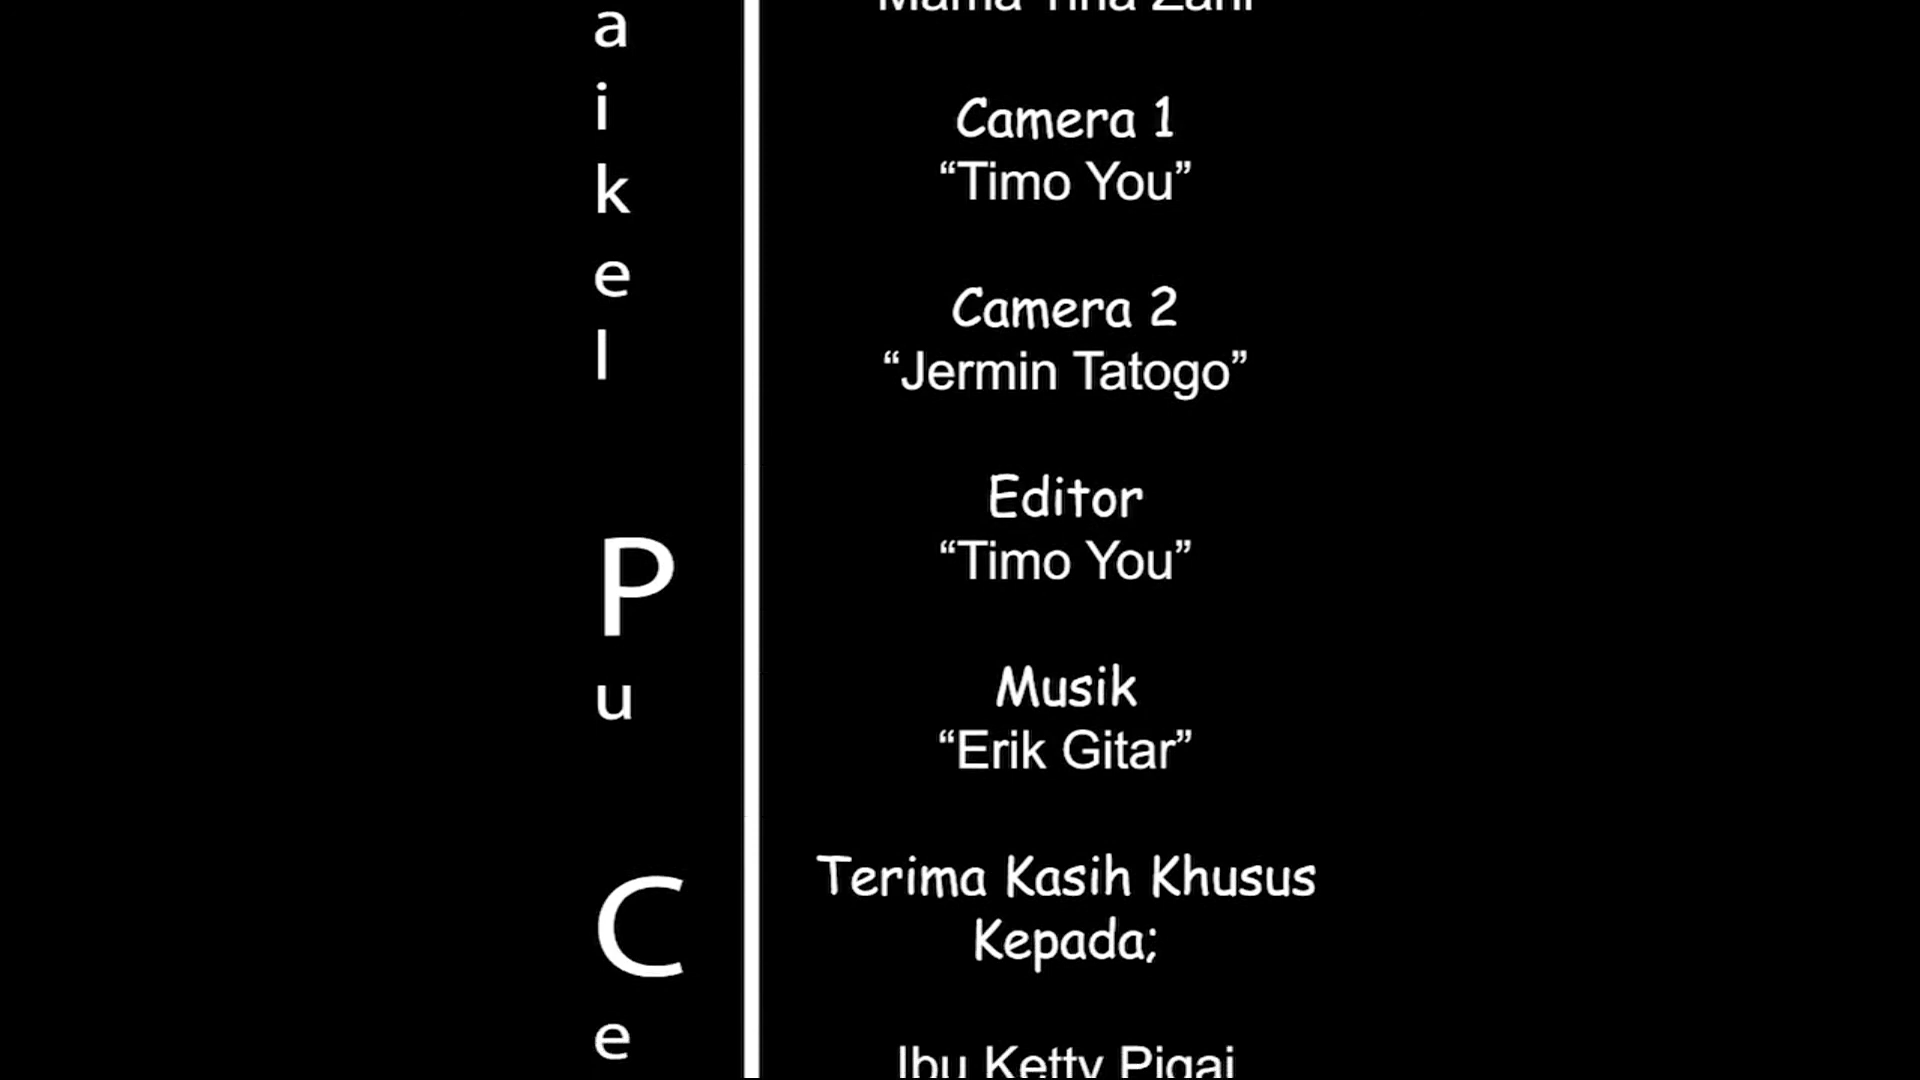 a
i
k
e
l
P
u
C
e
Camera 1
“Timo You”
Camera 2
“Jermin Tatogo”
Editor
“Timo You”
Musik
“Erik Gitar”
Terima Kasih Khusus
Kepada;
Ibu Ketty Pigai